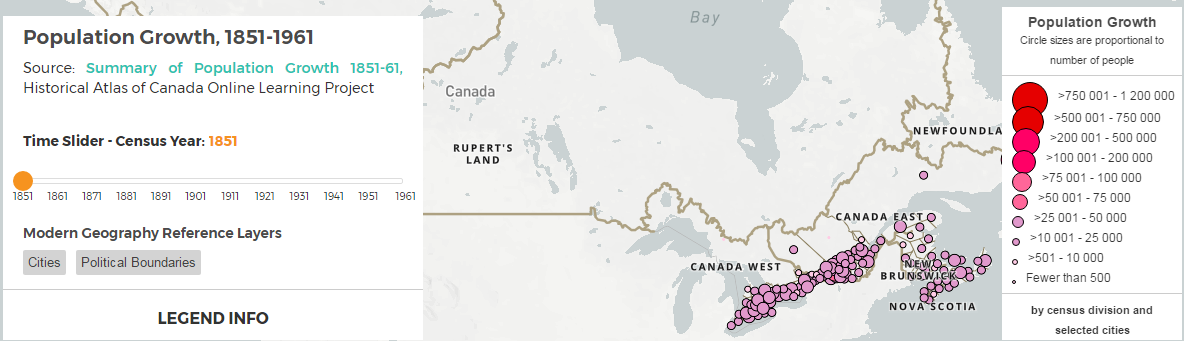 Population Growth, 1851-1961
Source: Summary of Population Growth 1851-61,
Historical Atlas of Canada Online Learning Project
Time Slider - Census Year: 1851
1851 1861 1871 1881 1891 1901 1911 1921 1931 1941 1951 1961
Modern Geography Reference Layers
Cities Political Boundaries
LEGEND INFO
Bay
Canada
RUPERT'S
LAND
NEWFOUNDLA
CANADA EAST
CANADA WEST
NEW
BRUNSWICK
NOVA SCOTIA
Population Growth
Circle sizes are proportional to
number of people
>750 001 - 1 200 000
>500 001 - 750 000
>200 001 - 500 000
>100 001 - 200 000
>75 001 - 100 000
>50 001 - 75 000
>25 001 - 50 000
>10 001 - 25 000
>501 - 10 000
Fewer than 500
by census division and
selected cities